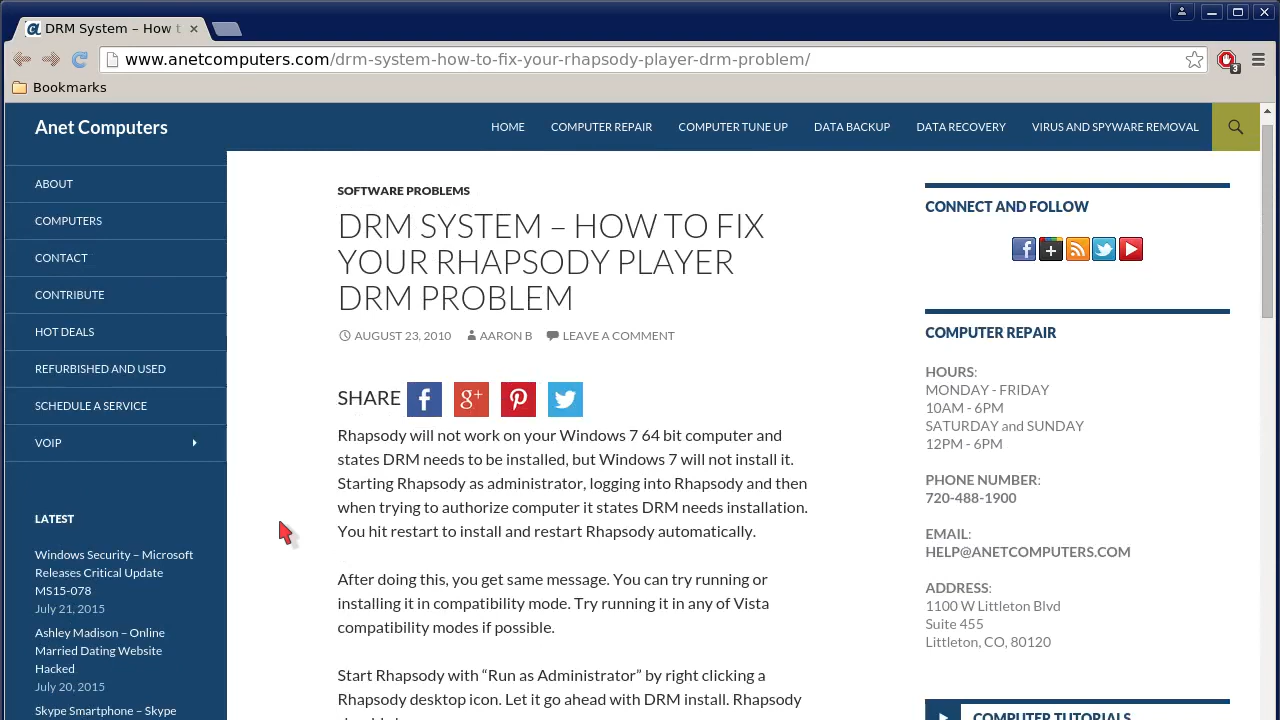 DRM System – How t
www.anetcomputers.com/drm-system-how-to-fix-your-rhapsody-player-drm-problem/
3
Bookmarks
Anet Computers
HOME COMPUTER REPAIR COMPUTER TUNE UP DATA BACKUP DATA RECOVERY VIRUS AND SPYWARE REMOVAL
ABOUT
COMPUTERS
CONTACT
CONTRIBUTE
HOT DEALS
REFURBISHED AND USED
SCHEDULE A SERVICE
VOIP
LATEST
Windows Security – Microsoft
Releases Critical Update
MS15-078
July 21, 2015
Ashley Madison – Online
Married Dating Website
Hacked
July 20, 2015
Skype Smartphone – Skype
SOFTWARE PROBLEMS
DRM SYSTEM – HOW TO FIX
YOUR RHAPSODY PLAYER
DRM PROBLEM
AUGUST 23, 2010 AARON B LEAVE A COMMENT
SHARE
Rhapsody will not work on your Windows 7 64 bit computer and
states DRM needs to be installed, but Windows 7 will not install it.
Starting Rhapsody as administrator, logging into Rhapsody and then
when trying to authorize computer it states DRM needs installation.
You hit restart to install and restart Rhapsody automatically.
After doing this, you get same message. You can try running or
installing it in compatibility mode. Try running it in any of Vista
compatibility modes if possible.
Start Rhapsody with “Run as Administrator” by right clicking a
Rhapsody desktop icon. Let it go ahead with DRM install. Rhapsody
CONNECT AND FOLLOW
COMPUTER REPAIR
HOURS:
MONDAY - FRIDAY
10AM - 6PM
SATURDAY and SUNDAY
12PM - 6PM
PHONE NUMBER:
720-488-1900
EMAIL:
HELP@ANETCOMPUTERS.COM
ADDRESS:
1100 W Littleton Blvd
Suite 455
Littleton, CO, 80120
COMPUTER TUTORIALS